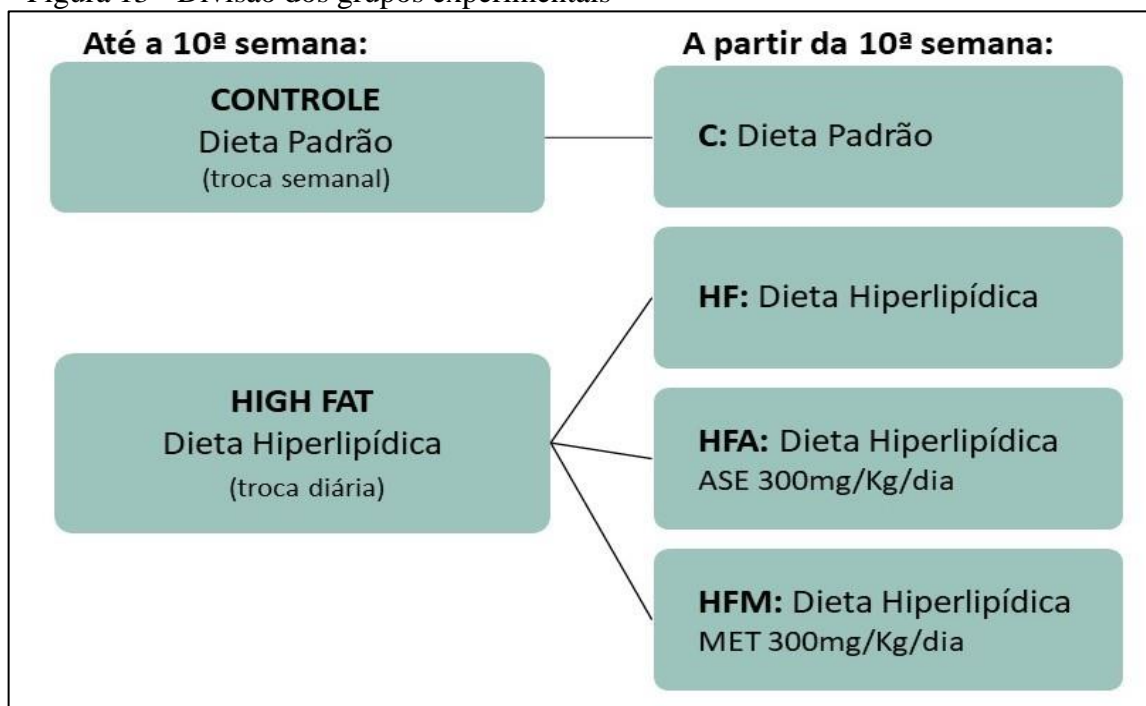 Figura 13 - Divisão dos grupos experimentais
Até a 10ª semana:
CONTROLE
Dieta Padrão
(troca semanal)
HIGH FAT
Dieta Hiperlipídica
(troca diária)
A partir da 10ª semana:
C: Dieta Padrão
HF: Dieta Hiperlipídica
HFA: Dieta Hiperlipídica
ASE 300mg/Kg/dia
HFM: Dieta Hiperlipídica
MET 300mg/Kg/dia